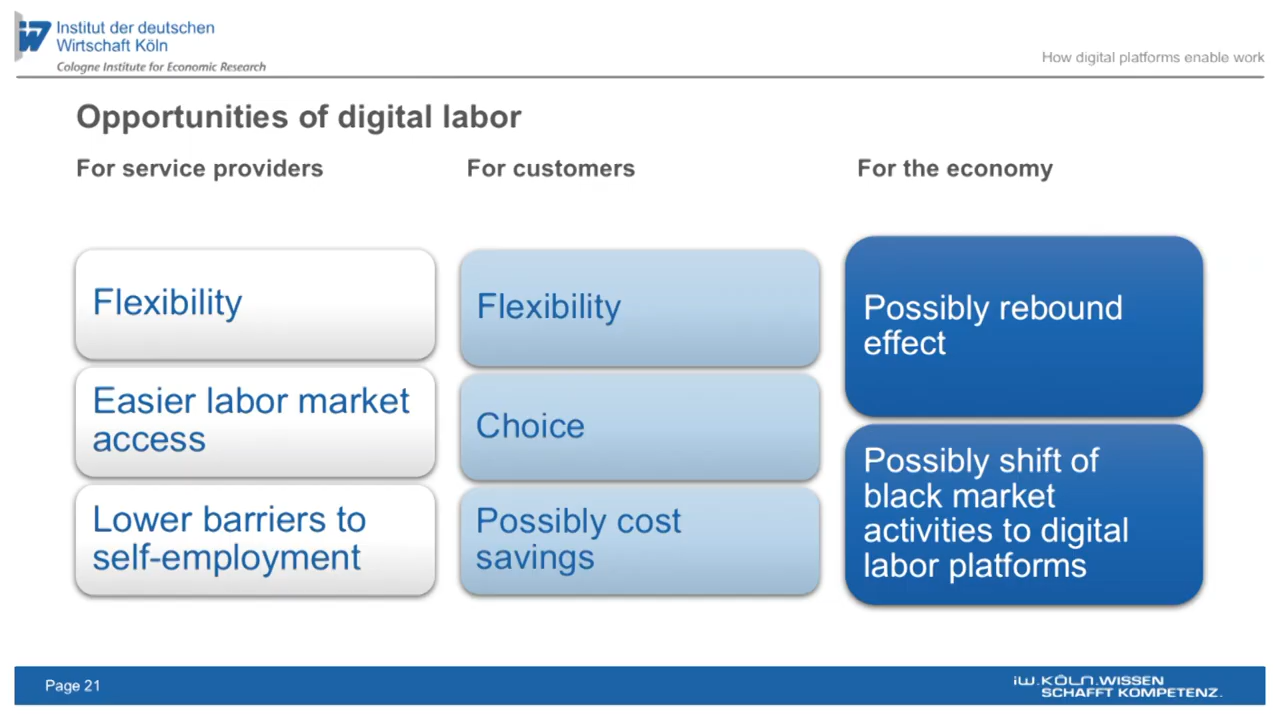 Institut der deutschen
Wirtschaft Köln
Cologne Institute for Economic Research
How digital platforms enable work
Opportunities of digital labor
For service providers
Flexibility
Easier labor market
access
Lower barriers to
self-employment
For customers
Flexibility
Choice
Possibly cost
savings
For the economy
Possibly rebound
effect
Possibly shift of
black market
activities to digital
labor platforms
Page 21
iW.KÖLN.WISSEN
SCHAFFT KOMPETENZ.